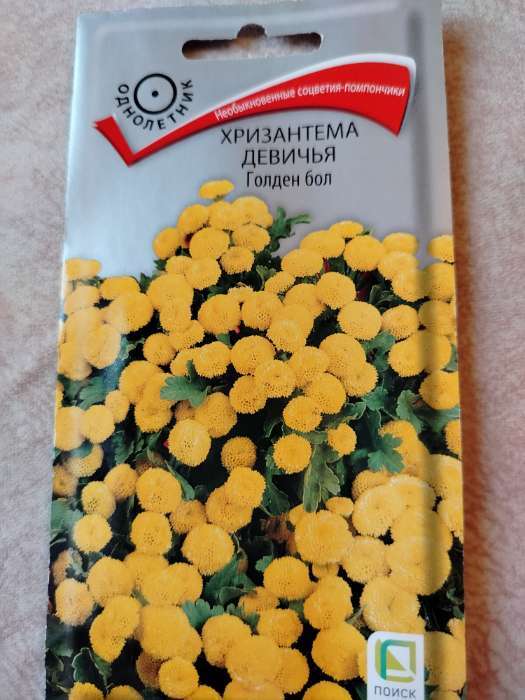 ОДНОЛЕТНИК
Необыкновенные соцветия-помпончики
ХРИЗАНТЕМА
ДЕВИЧЬЯ
Голден бол
ПОИСК